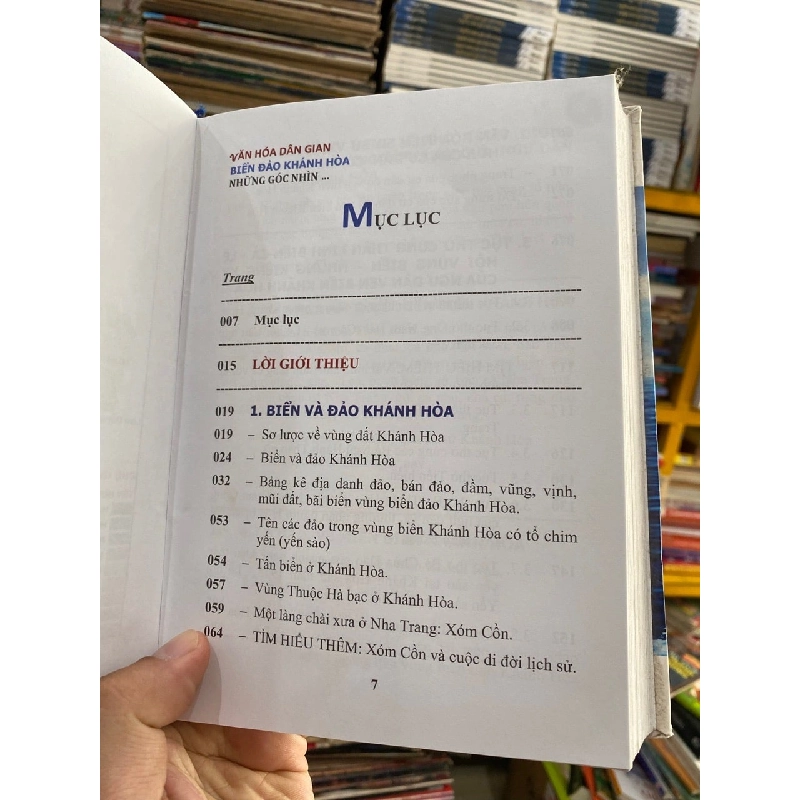 VĂN HÓA DÂN GIAN
BIỂN ĐẢO KHÁNH HÒA
NHỮNG GÓC NHÌN ...
MỤC LỤC
Trang
007 Mục lục
015 LỜI GIỚI THIỆU
019 1. BIỂN VÀ ĐẢO KHÁNH HÒA
019 – Sơ lược về vùng đất Khánh Hòa
024 – Biển và đảo Khánh Hòa
032 – Bảng kê địa danh đảo, bán đảo, đầm, vũng, vịnh,
mũi đất, bãi biển vùng biển đảo Khánh Hòa.
053 – Tên các đảo trong vùng biển Khánh Hòa có tổ chim
yến (yến sào)
054 – Tấn biển ở Khánh Hòa.
057 – Vùng Thuộc Hà bạc ở Khánh Hòa.
059 – Một làng chài xưa ở Nha Trang: Xóm Cồn.
064 – TÌM HIỂU THÊM: Xóm Cồn và cuộc di dời lịch sử.
7